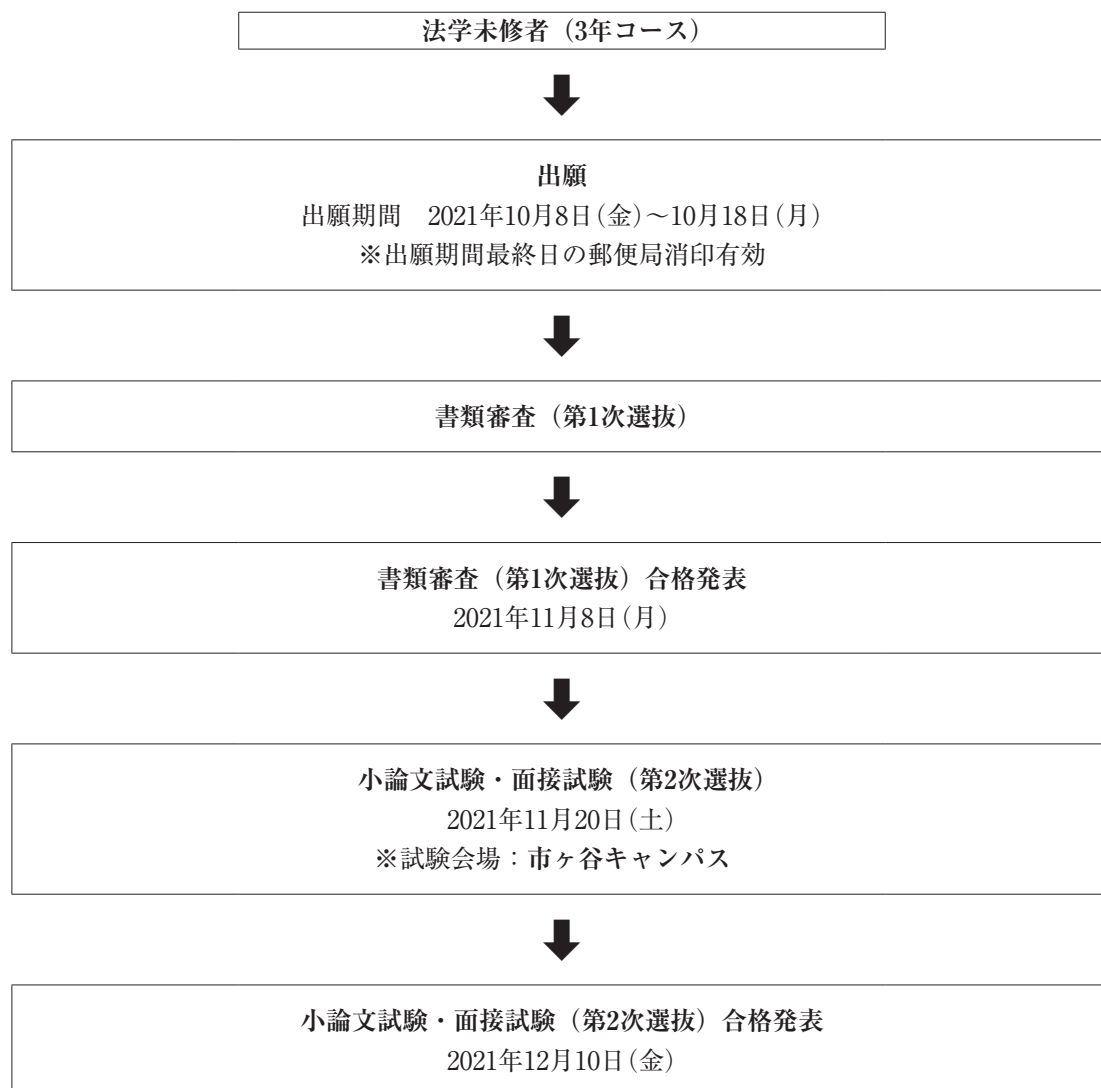 法学未修者（3年コース）
出願
出願期間　2021年10月8日（金）～10月18日（月）
※出願期間最終日の郵便局消印有効
書類審査（第1次選抜）
書類審査（第1次選抜）合格発表
2021年11月8日（月）
小論文試験・面接試験（第2次選抜）
2021年11月20日（土）
※試験会場：市ヶ谷キャンパス
小論文試験・面接試験（第2次選抜）合格発表
2021年12月10日（金）